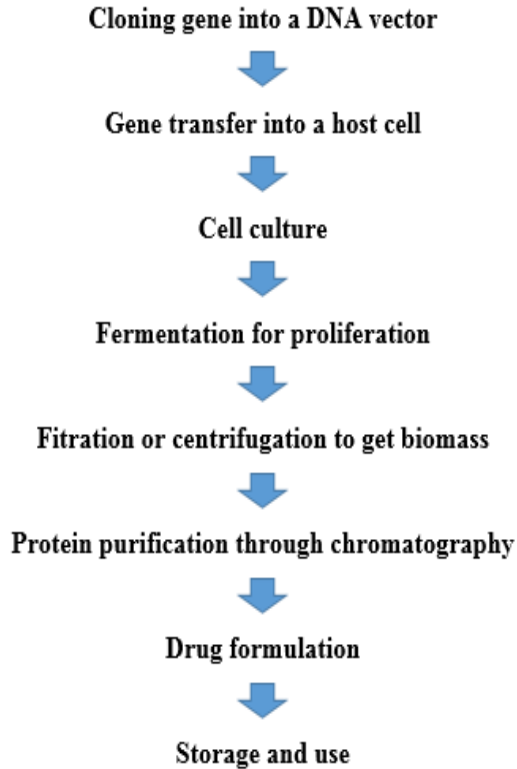 Cloning gene into a DNA vector
Gene transfer into a host cell
Cell culture
Fermentation for proliferation
Fitration or centrifugation to get biomass
Protein purification through chromatography
Drug formulation
Storage and use